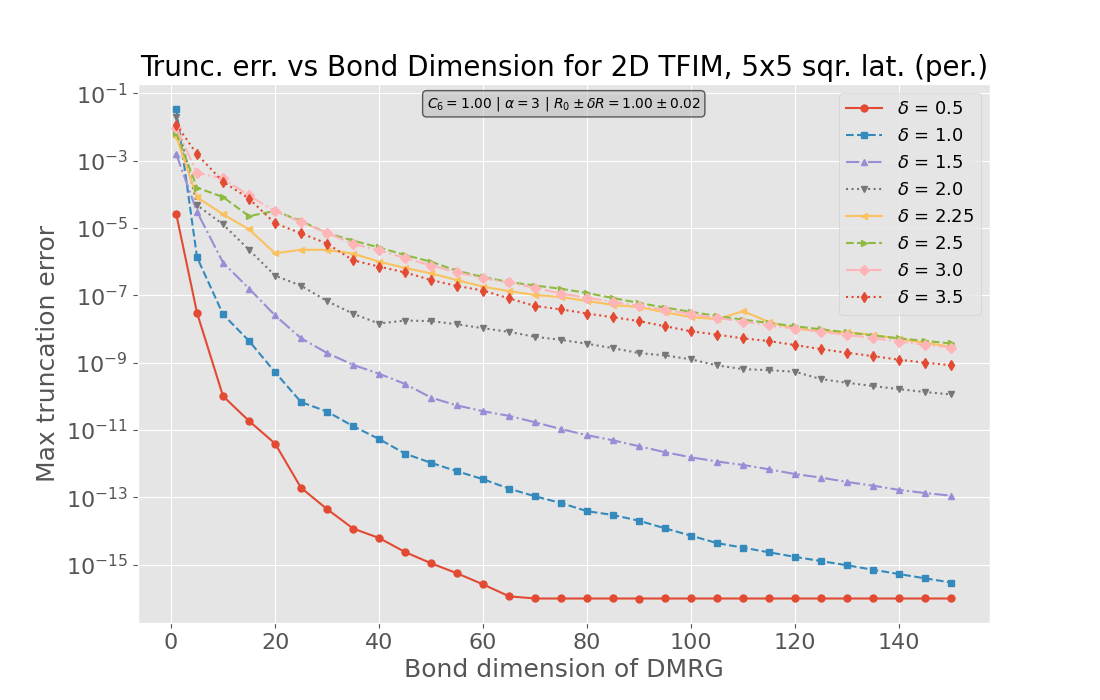 Trunc. err. vs Bond Dimension for 2D TFIM, 5x5 sqr. lat. (per.)
C₆ = 1.00 | α = 3 | R₀ ± δR = 1.00 ± 0.02
δ = 0.5
δ = 1.0
δ = 1.5
δ = 2.0
δ = 2.25
δ = 2.5
δ = 3.0
δ = 3.5
Max truncation error
10⁻¹
10⁻³
10⁻⁵
10⁻⁷
10⁻⁹
10⁻¹¹
10⁻¹³
10⁻¹⁵
0 20 40 60 80 100 120 140
Bond dimension of DMRG